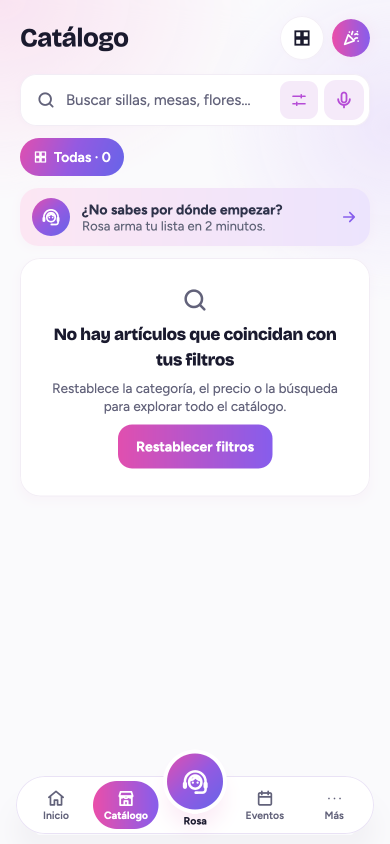 Catálogo
Buscar sillas, mesas, flores...
Todas · 0
¿No sabes por dónde empezar?
Rosa arma tu lista en 2 minutos.
No hay artículos que coincidan con
tus filtros
Restablece la categoría, el precio o la búsqueda
para explorar todo el catálogo.
Restablecer filtros
Inicio
Catálogo
Rosa
Eventos
Más